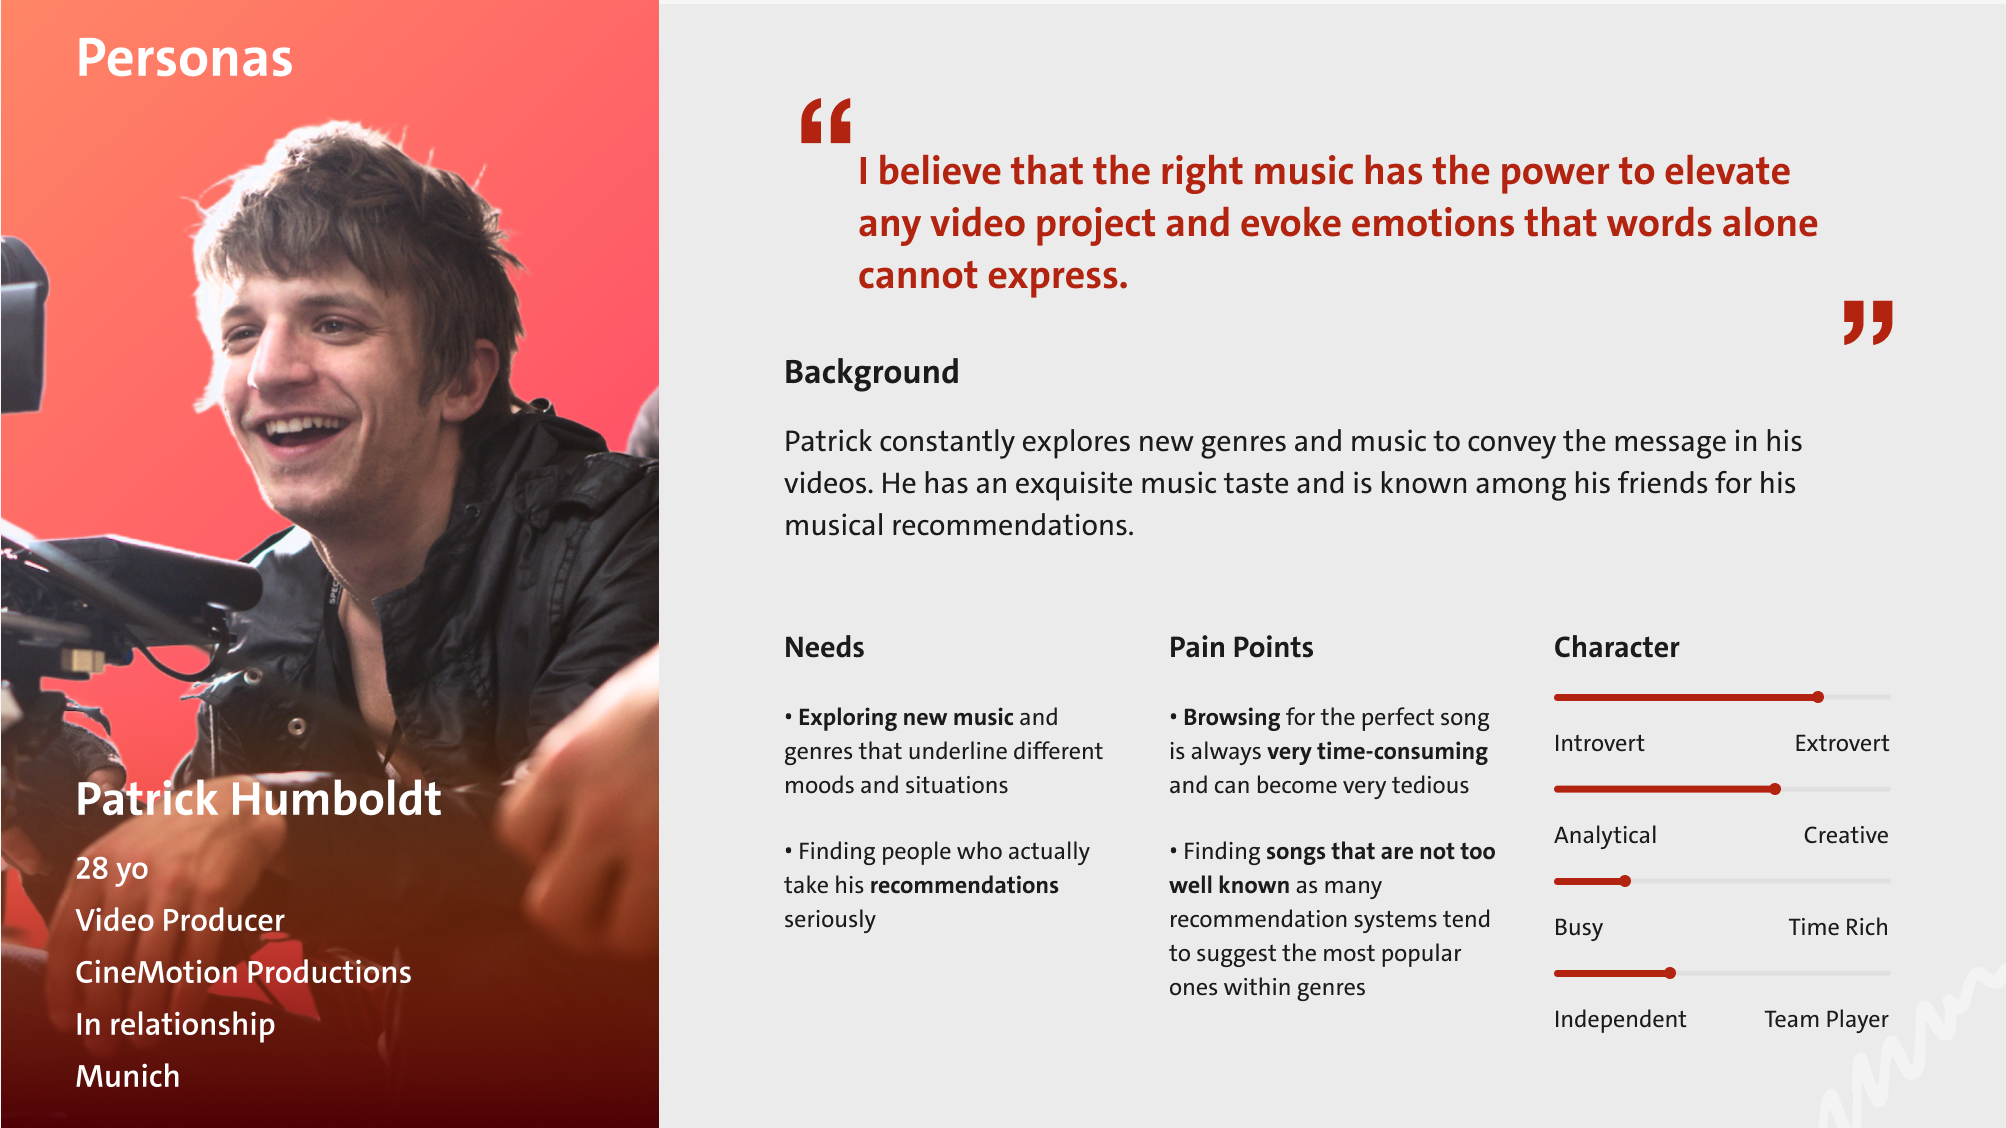 Personas
“
I believe that the right music has the power to elevate
any video project and evoke emotions that words alone
cannot express.
”
Background
Patrick constantly explores new genres and music to convey the message in his
videos. He has an exquisite music taste and is known among his friends for his
musical recommendations.
Needs
• Exploring new music and
genres that underline different
moods and situations
• Finding people who actually
take his recommendations
seriously
Pain Points
• Browsing for the perfect song
is always very time-consuming
and can become very tedious
• Finding songs that are not too
well known as many
recommendation systems tend
to suggest the most popular
ones within genres
Character
Introvert Extrovert
Analytical Creative
Busy Time Rich
Independent Team Player
Patrick Humboldt
28 yo
Video Producer
CineMotion Productions
In relationship
Munich